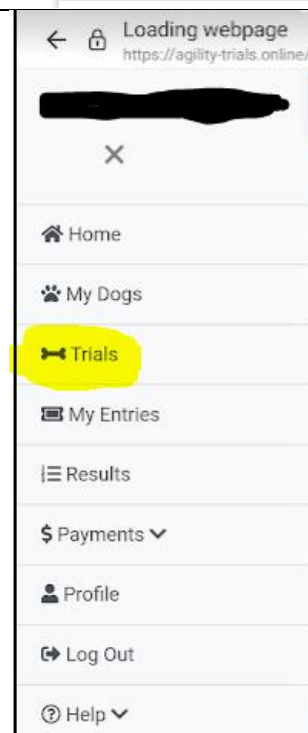 Loading webpage
https://agility-trials.online/
Home
My Dogs
Trials
My Entries
Results
$ Payments
Profile
Log Out
Help